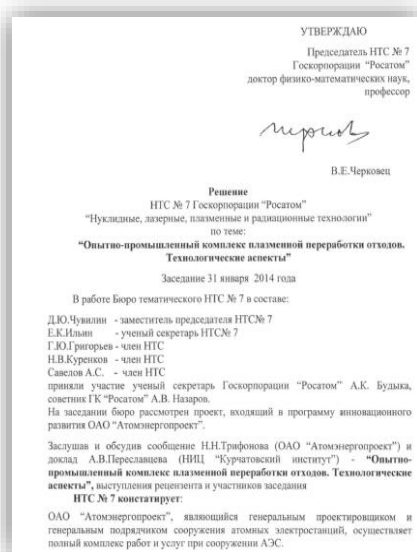 УТВЕРЖДАЮ
Председатель НТС № 7
Госкорпорации "Росатом"
доктор физико-математических наук,
профессор
В.Е.Черковец
Решение
НТС № 7 Госкорпорации "Росатом"
"Нуклидные, лазерные, плазменные и радиационные технологии"
по теме:
"Опытно-промышленный комплекс плазменной переработки отходов.
Технологические аспекты"
Заседание 31 января 2014 года
В работе Бюро тематического НТС № 7 в составе:
Д.Ю.Чувилин - заместитель председателя НТС№ 7
Е.К.Ильин - ученый секретарь НТС№ 7
Г.Ю.Григорьев - член НТС
Н.В.Куренков - член НТС
Савелов А.С. - член НТС
приняли участие ученый секретарь Госкорпорации "Росатом" А.К. Будыка,
советник ГК "Росатом" А.В. Назаров.
На заседании бюро рассмотрен проект, входящий в программу инновационного
развития ОАО "Атомэнергопроект".
Заслушав и обсудив сообщение Н.Н.Трифонова (ОАО "Атомэнергопроект") и
доклад А.В.Переславцева (НИЦ "Курчатовский институт") - "Опытно-
промышленный комплекс плазменной переработки отходов. Технологические
аспекты", выступления рецензента и участников заседания
НТС № 7 констатирует:
ОАО "Атомэнергопроект", являющийся генеральным проектировщиком и
генеральным подрядчиком сооружения атомных электростанций, осуществляет
полный комплекс работ и услуг при сооружении АЭС.